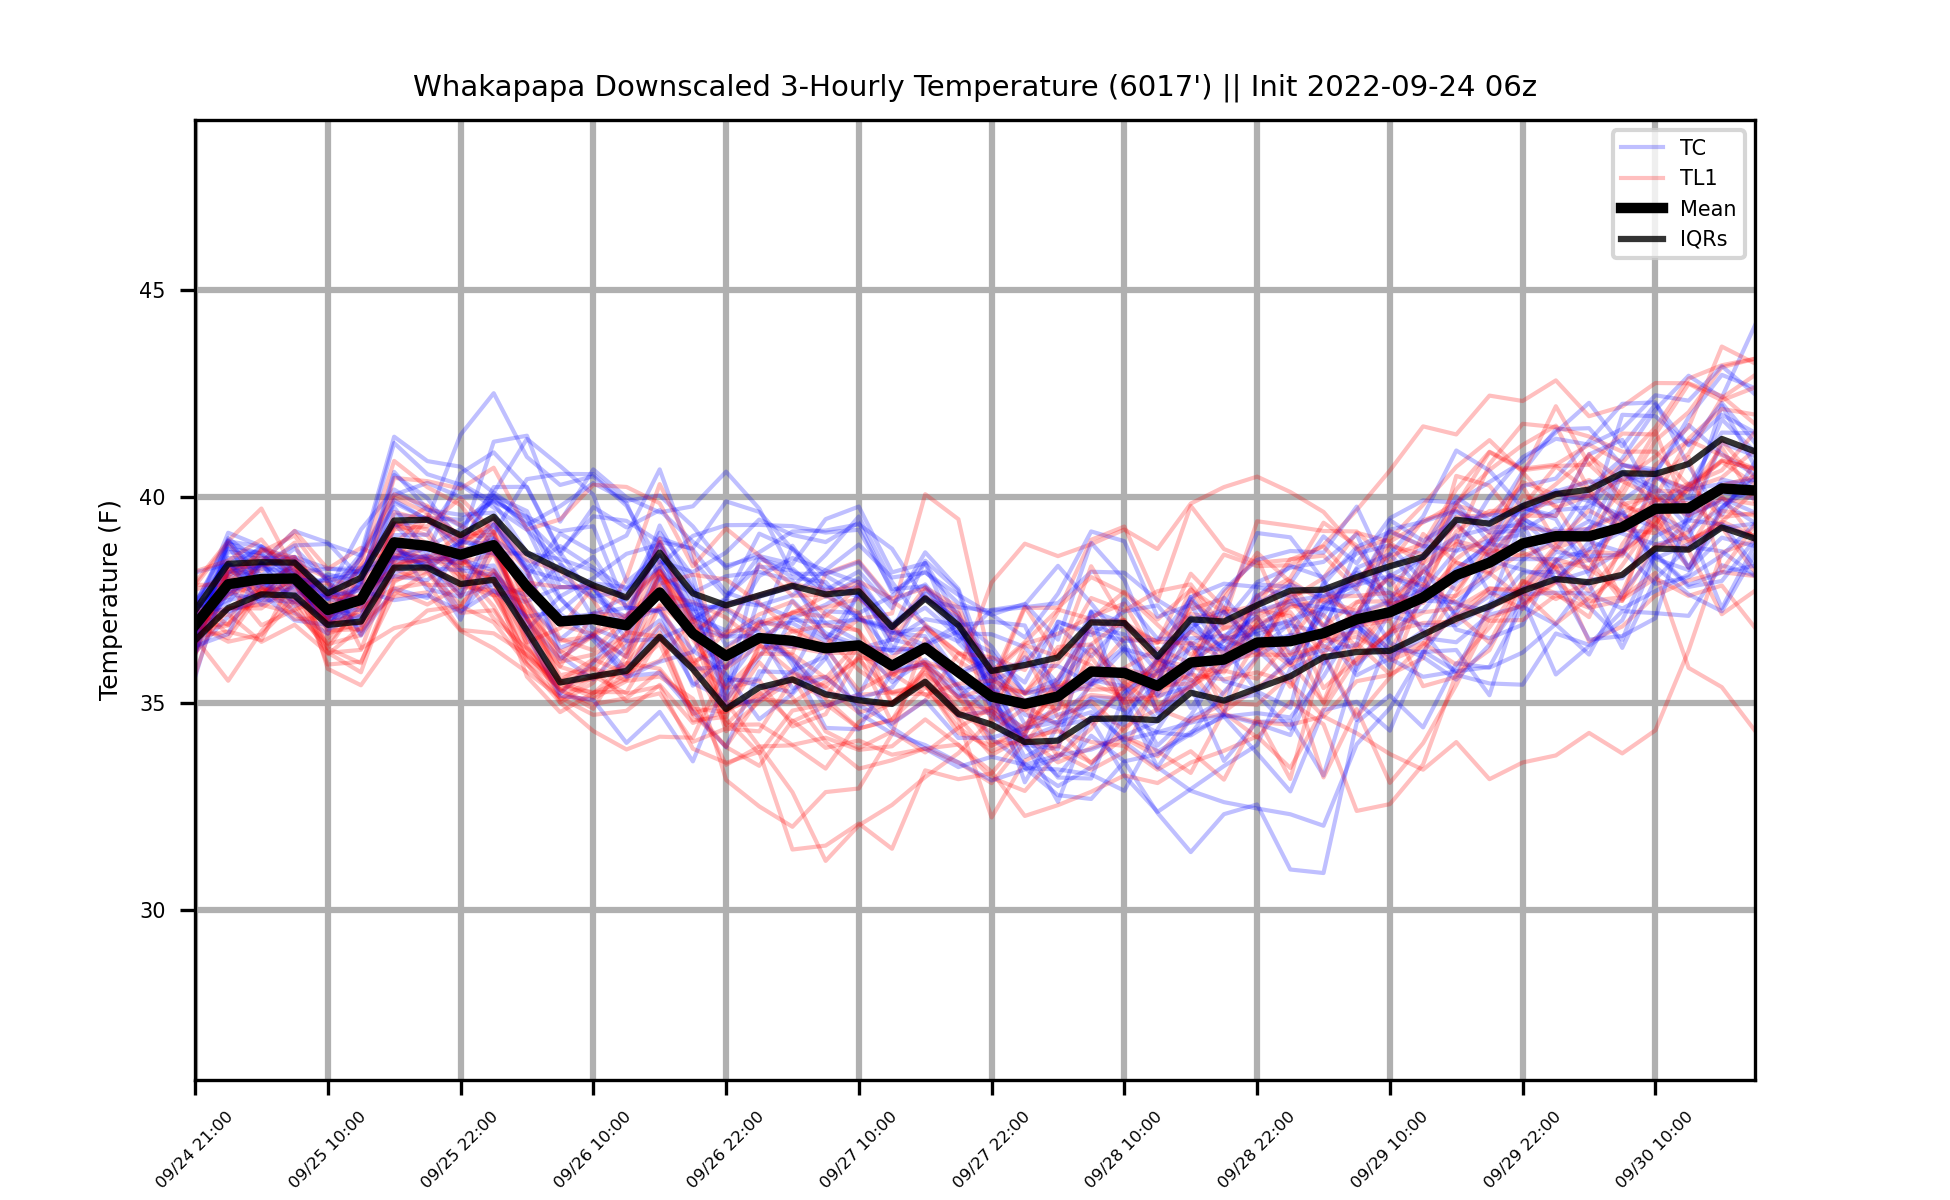 Whakapapa Downscaled 3-Hourly Temperature (6017') || Init 2022-09-24 06z
TC
TL1
Mean
IQRs
Temperature (F)
45
40
35
30
09/24 21:00
09/25 10:00
09/25 22:00
09/26 10:00
09/26 22:00
09/27 10:00
09/27 22:00
09/28 10:00
09/28 22:00
09/29 10:00
09/29 22:00
09/30 10:00